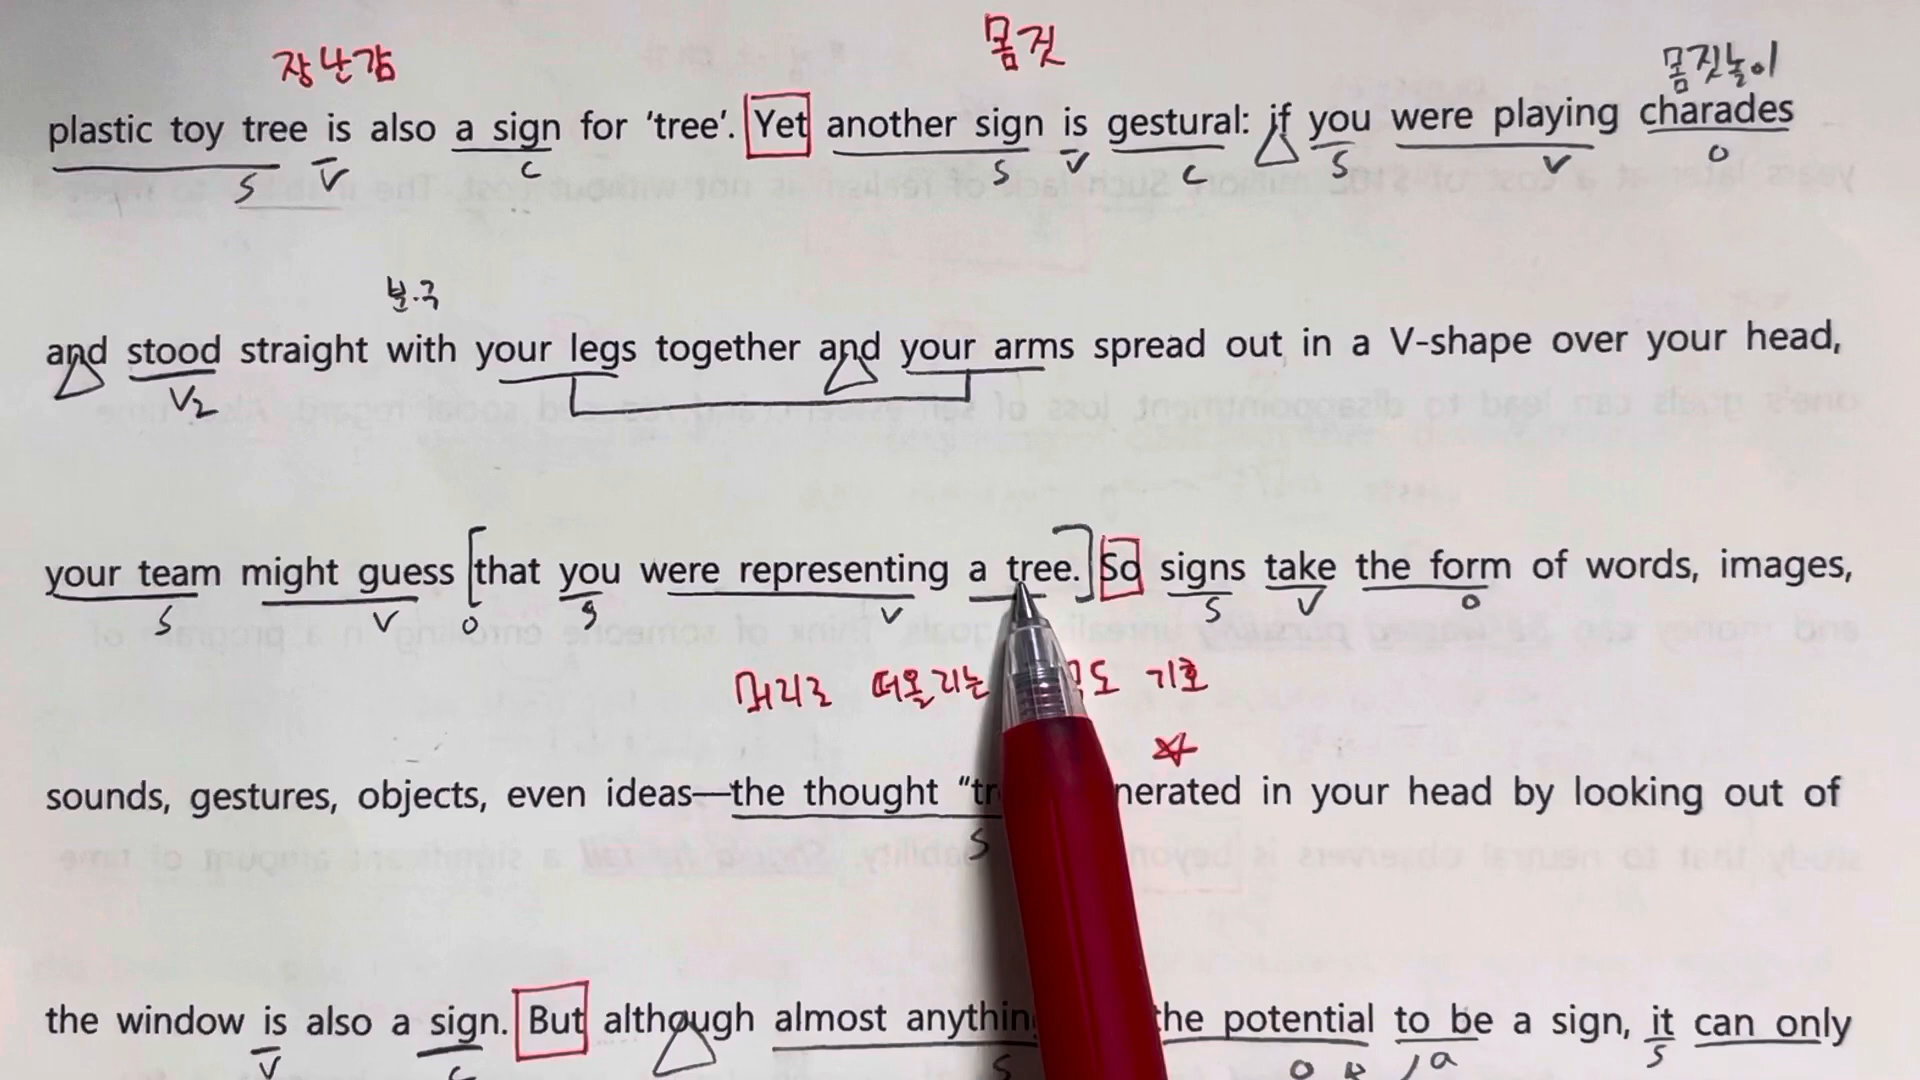 장난감 몸짓 몸짓놀이
plastic toy tree is also a sign for ‘tree’. Yet another sign is gestural: if you were playing charades
S V C S V C S V O
분.구
and stood straight with your legs together and your arms spread out in a V-shape over your head,
V2
your team might guess [that you were representing a tree.] So signs take the form of words, images,
S V O S V S V O
머리로 떠올리는 기호
sounds, gestures, objects, even ideas—the thought “tr nerated in your head by looking out of
S
the window is also a sign. But although almost anythin the potential to be a sign, it can only
V C S O S